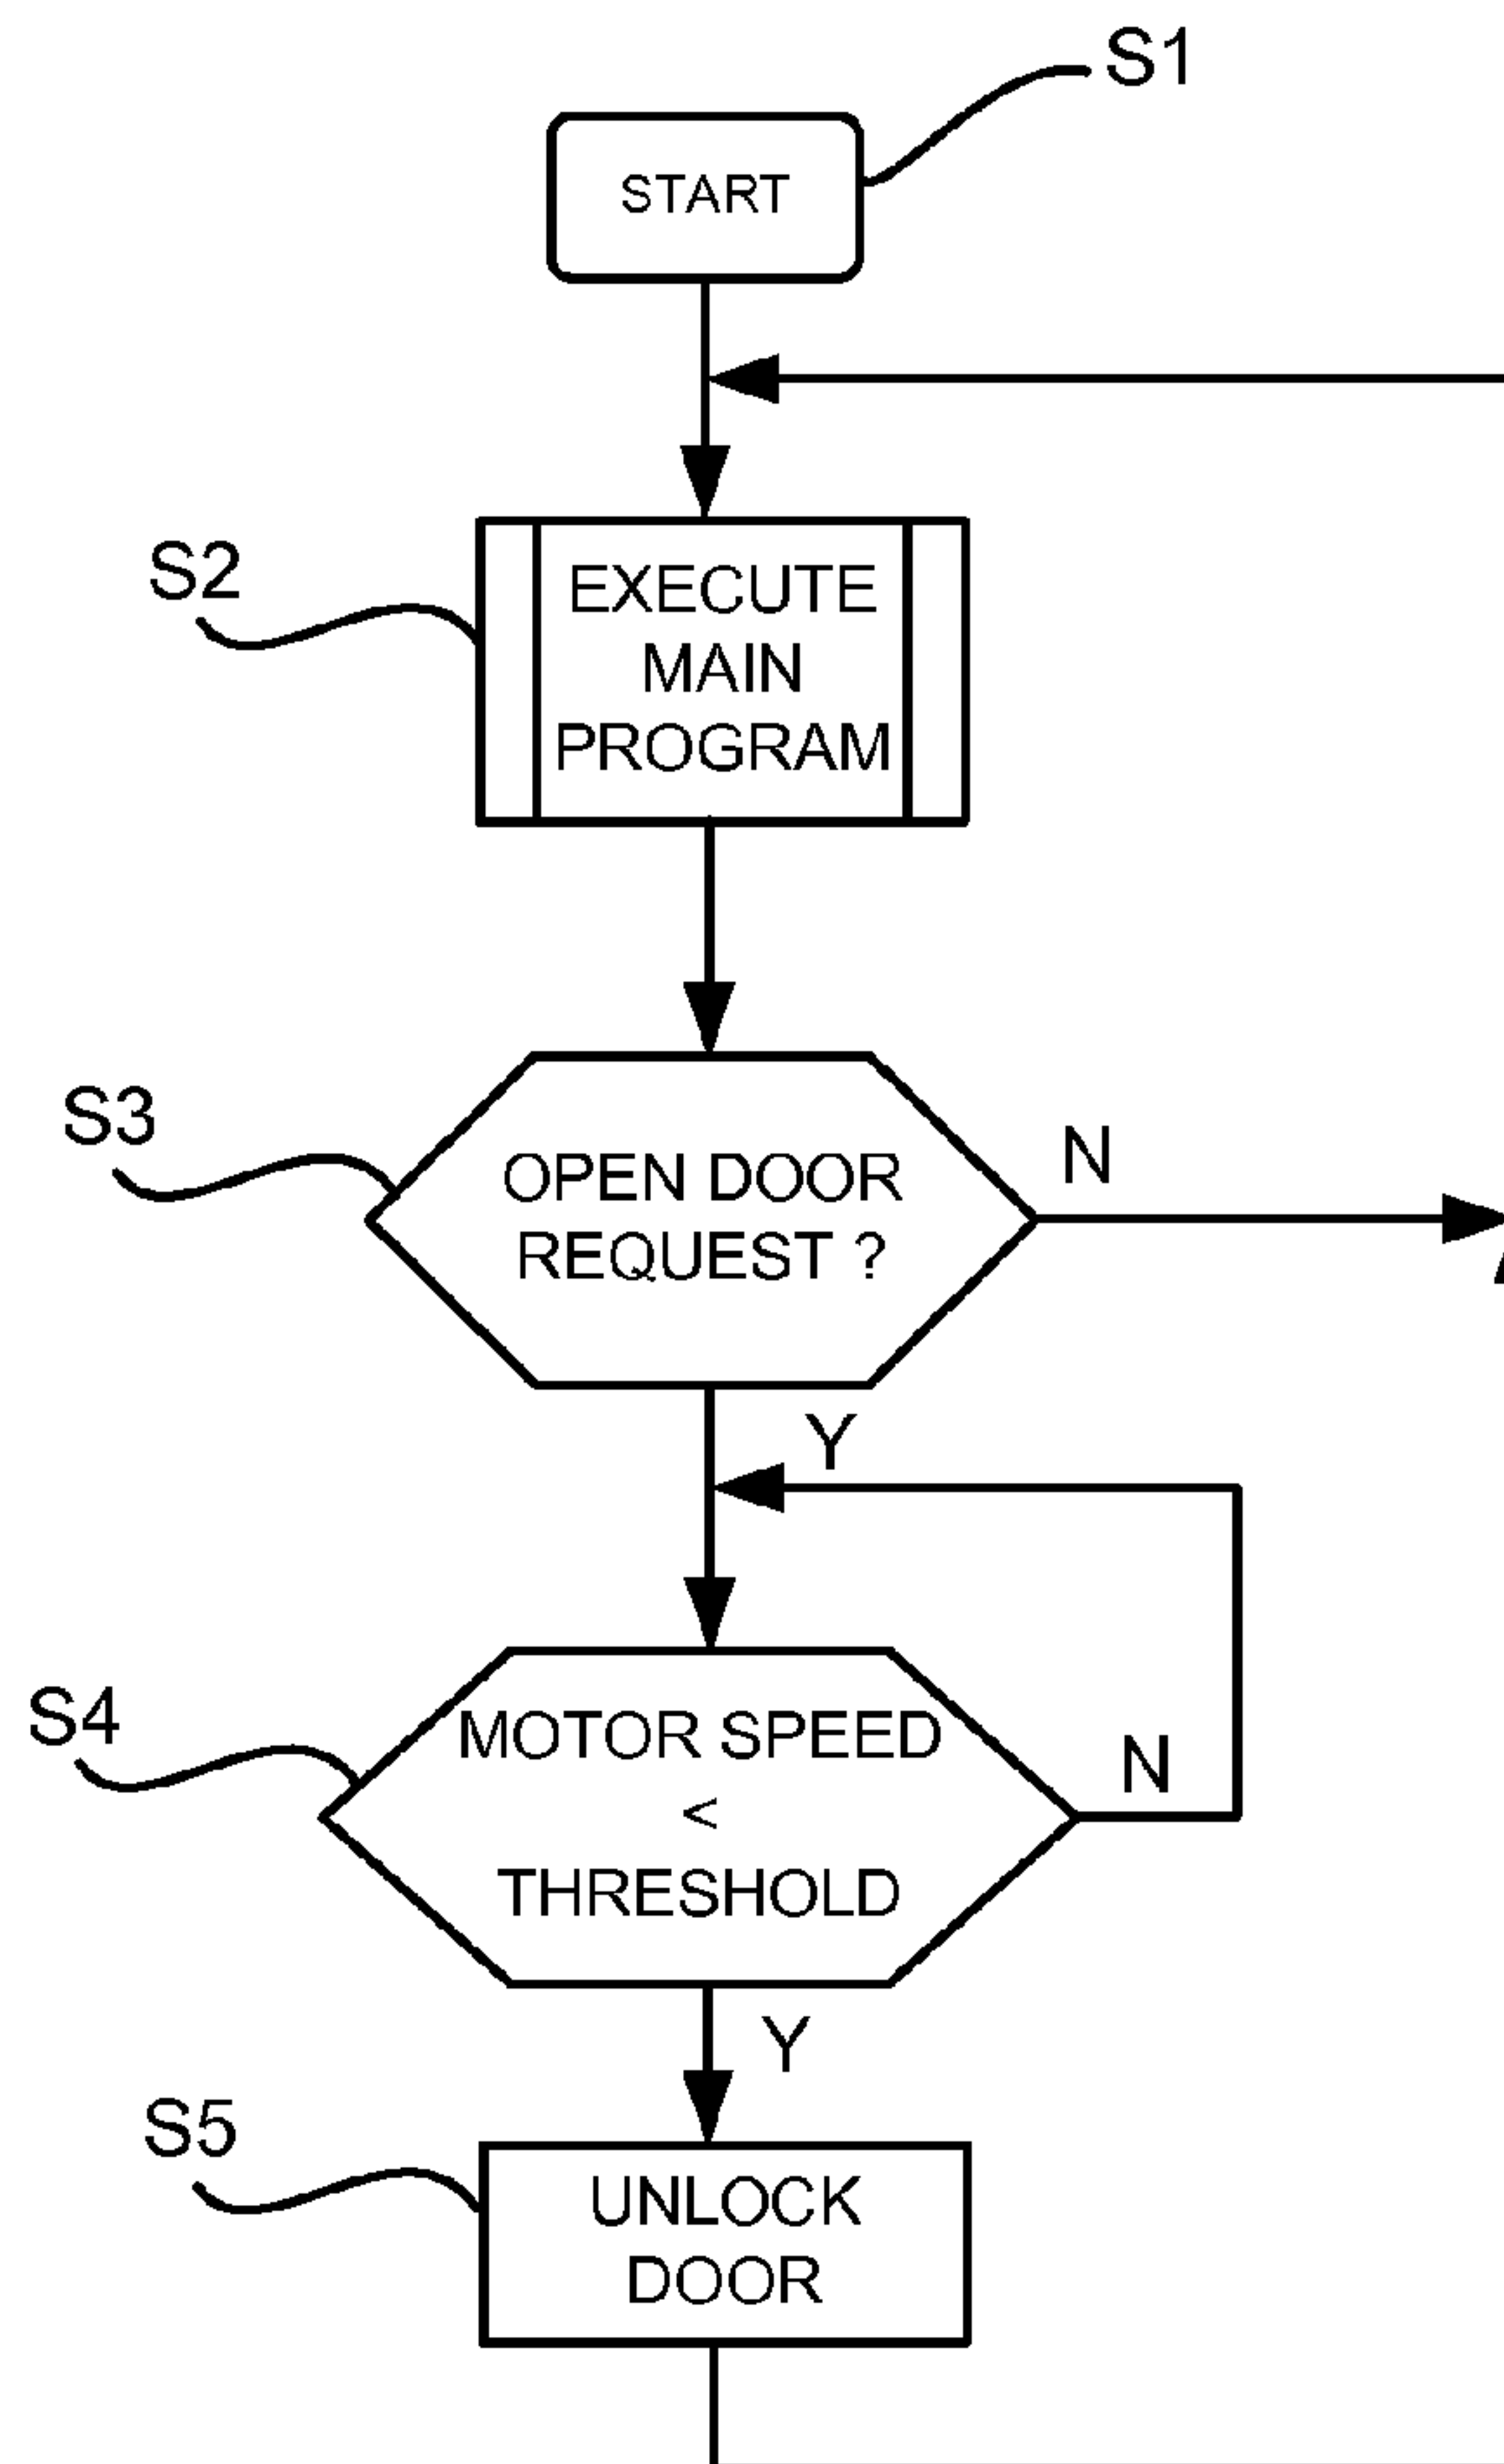 S1
START
S2
EXECUTE
MAIN
PROGRAM
S3
OPEN DOOR
REQUEST ?
N
Y
S4
MOTOR SPEED
<
THRESHOLD
N
Y
S5
UNLOCK
DOOR